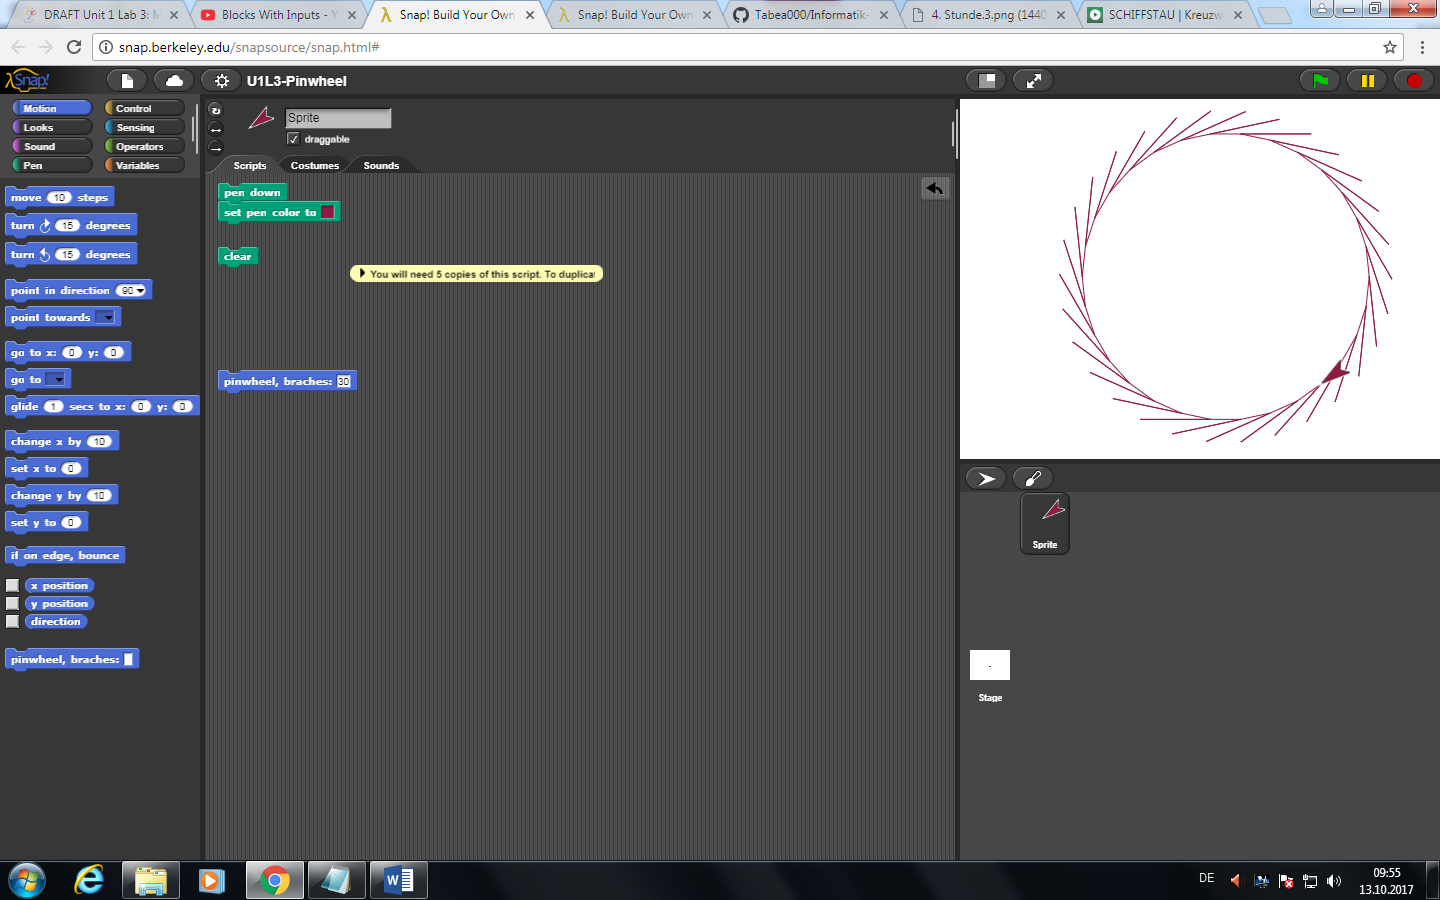 DRAFT Unit 1 Lab 3: M
Blocks With Inputs - Y
Snap! Build Your Own
Snap! Build Your Own
Tabea000/Informatik-
4. Stunde.3.png (1440
SCHIFFSTAU | Kreuzw
snap.berkeley.edu/snapsource/snap.html#
Snap!
U1L3-Pinwheel
Motion
Control
Looks
Sensing
Sound
Operators
Pen
Variables
move 10 steps
turn 15 degrees
turn 15 degrees
point in direction 90
point towards
go to x: 0 y: 0
go to
glide 1 secs to x: 0 y: 0
change x by 10
set x to 0
change y by 10
set y to 0
if on edge, bounce
x position
y position
direction
pinwheel, braches:
Sprite
draggable
Scripts
Costumes
Sounds
pen down
set pen color to
clear
You will need 5 copies of this script. To duplica
pinwheel, braches: 30
Sprite
Stage
DE
09:55
13.10.2017